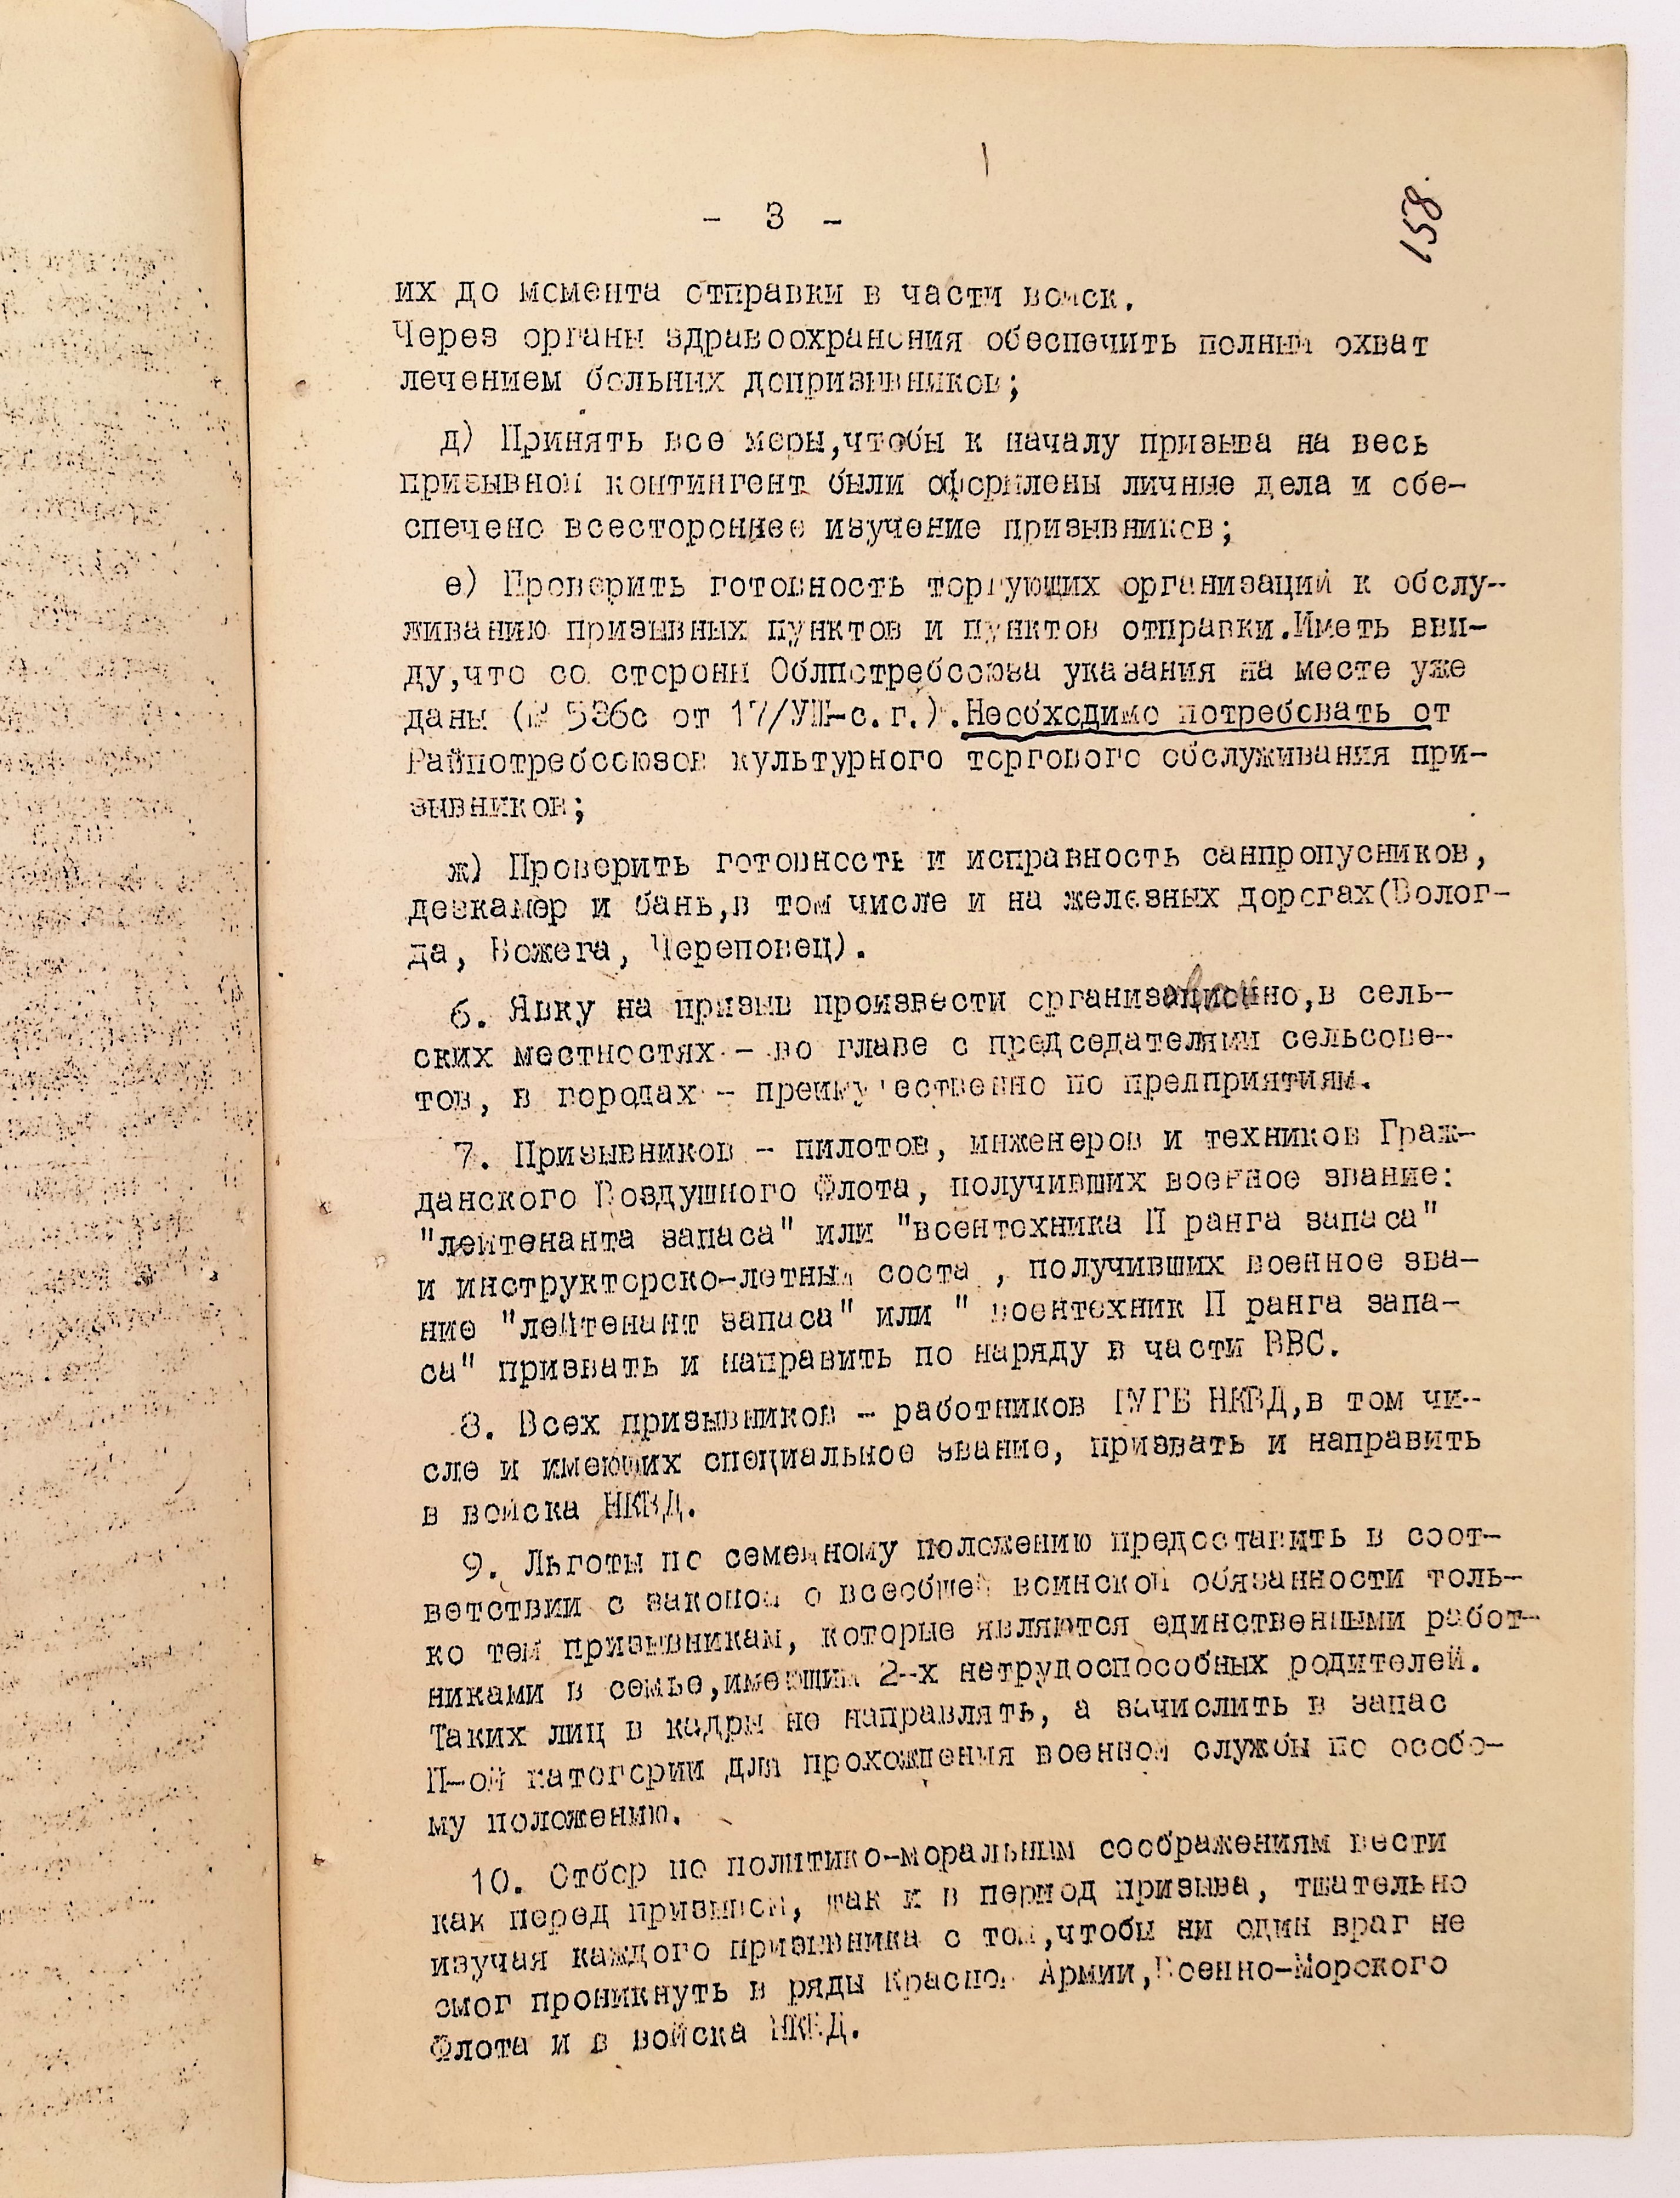 158.
- 3 -
их до момента отправки в части войск.
Через органы здравоохранения обеспечить полный охват
лечением больных допризывников;
д) Принять все меры,чтобы к началу призыва на весь
призывной контингент были оформлены личные дела и обе-
спечено всестороннее изучение призывников;
е) Проверить готовность торгующих организаций к обслу-
живанию призывных пунктов и пунктов отправки.Иметь вви-
ду,что со стороны Облпотребсоюза указания на месте уже
даны (№ 536с от 17/УШ-с.г.).Необходимо потребовать от
Райпотребсоюзов культурного торгового обслуживания при-
зывников;
ж) Проверить готовность и исправность санпропусников,
дезкамер и бань,в том числе и на железных дорогах(Волог-
да, Вожега, Череповец).
6. Явку на призыв произвести организованно,в сель-
ских местностях - во главе с председателями сельсове-
тов, в городах - преимущественно по предприятиям.
7. Призывников - пилотов, инженеров и техников Граж-
данского Воздушного Флота, получивших военное звание:
"лейтенанта запаса" или "воентехника П ранга запаса"
и инструкторско-летный соста , получивших военное зва-
ние "лейтенант запаса" или " воентехник П ранга запа-
са" призвать и направить по наряду в части ВВС.
8. Всех призывников - работников ГУГБ НКВД,в том чи-
сле и имеющих специальное звание, призвать и направить
в войска НКВД.
9. Льготы по семейному положению предоставить в соот-
ветствии с законом о всеобщей воинской обязанности толь-
ко тем призывникам, которые являются единственными работ-
никами в семье,имеющим 2-х нетрудоспособных родителей.
Таких лиц в кадры не направлять, а зачислить в запас
П-ой категории для прохождения военной службы по особо-
му положению.
10. Отбор по политико-моральным соображениям вести
как перед призывом, так и в период призыва, тщательно
изучая каждого призывника с тем,чтобы ни один враг не
смог проникнуть в ряды Красной Армии,Военно-Морского
Флота и в войска НКВД.